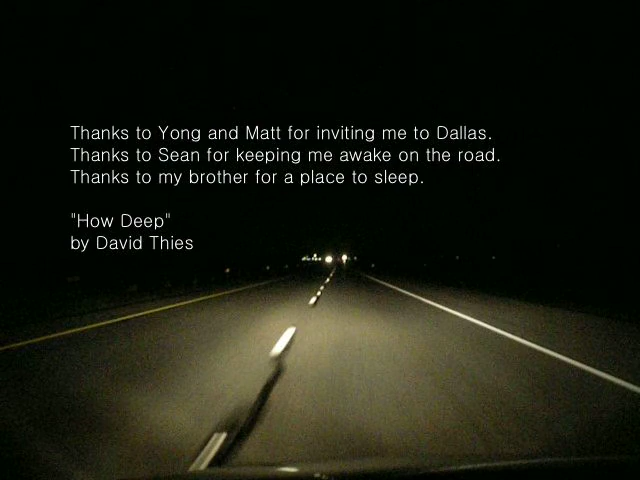 Thanks to Yong and Matt for inviting me to Dallas.
Thanks to Sean for keeping me awake on the road.
Thanks to my brother for a place to sleep.
"How Deep"
by David Thies